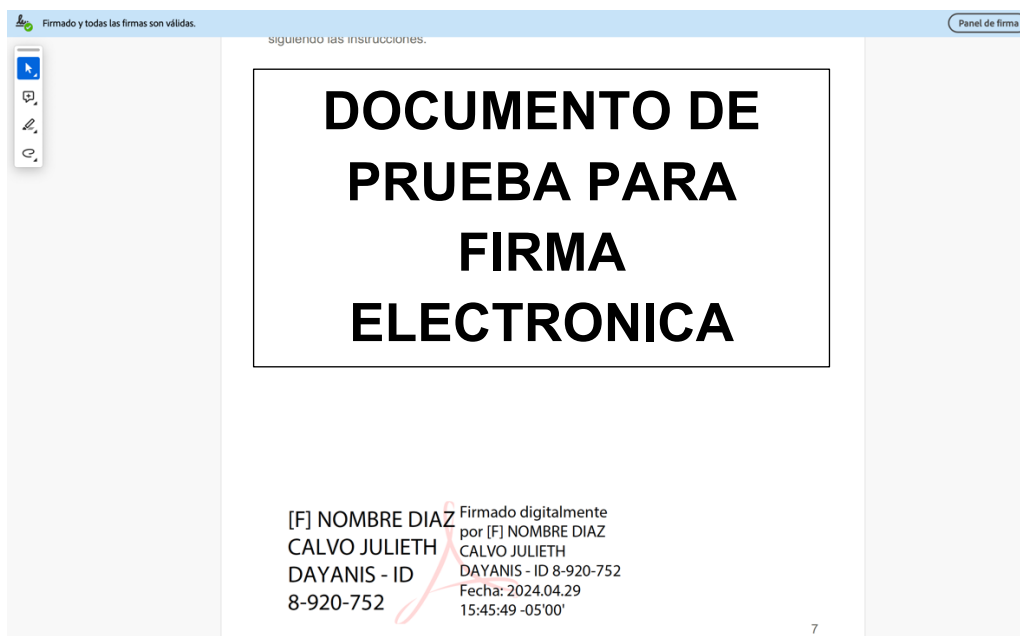 Firmado y todas las firmas son válidas.
Panel de firma
siguiendo las instrucciones.
DOCUMENTO DE
PRUEBA PARA
FIRMA
ELECTRONICA
[F] NOMBRE DIAZ
CALVO JULIETH
DAYANIS - ID
8-920-752
Firmado digitalmente
por [F] NOMBRE DIAZ
CALVO JULIETH
DAYANIS - ID 8-920-752
Fecha: 2024.04.29
15:45:49 -05'00'
7